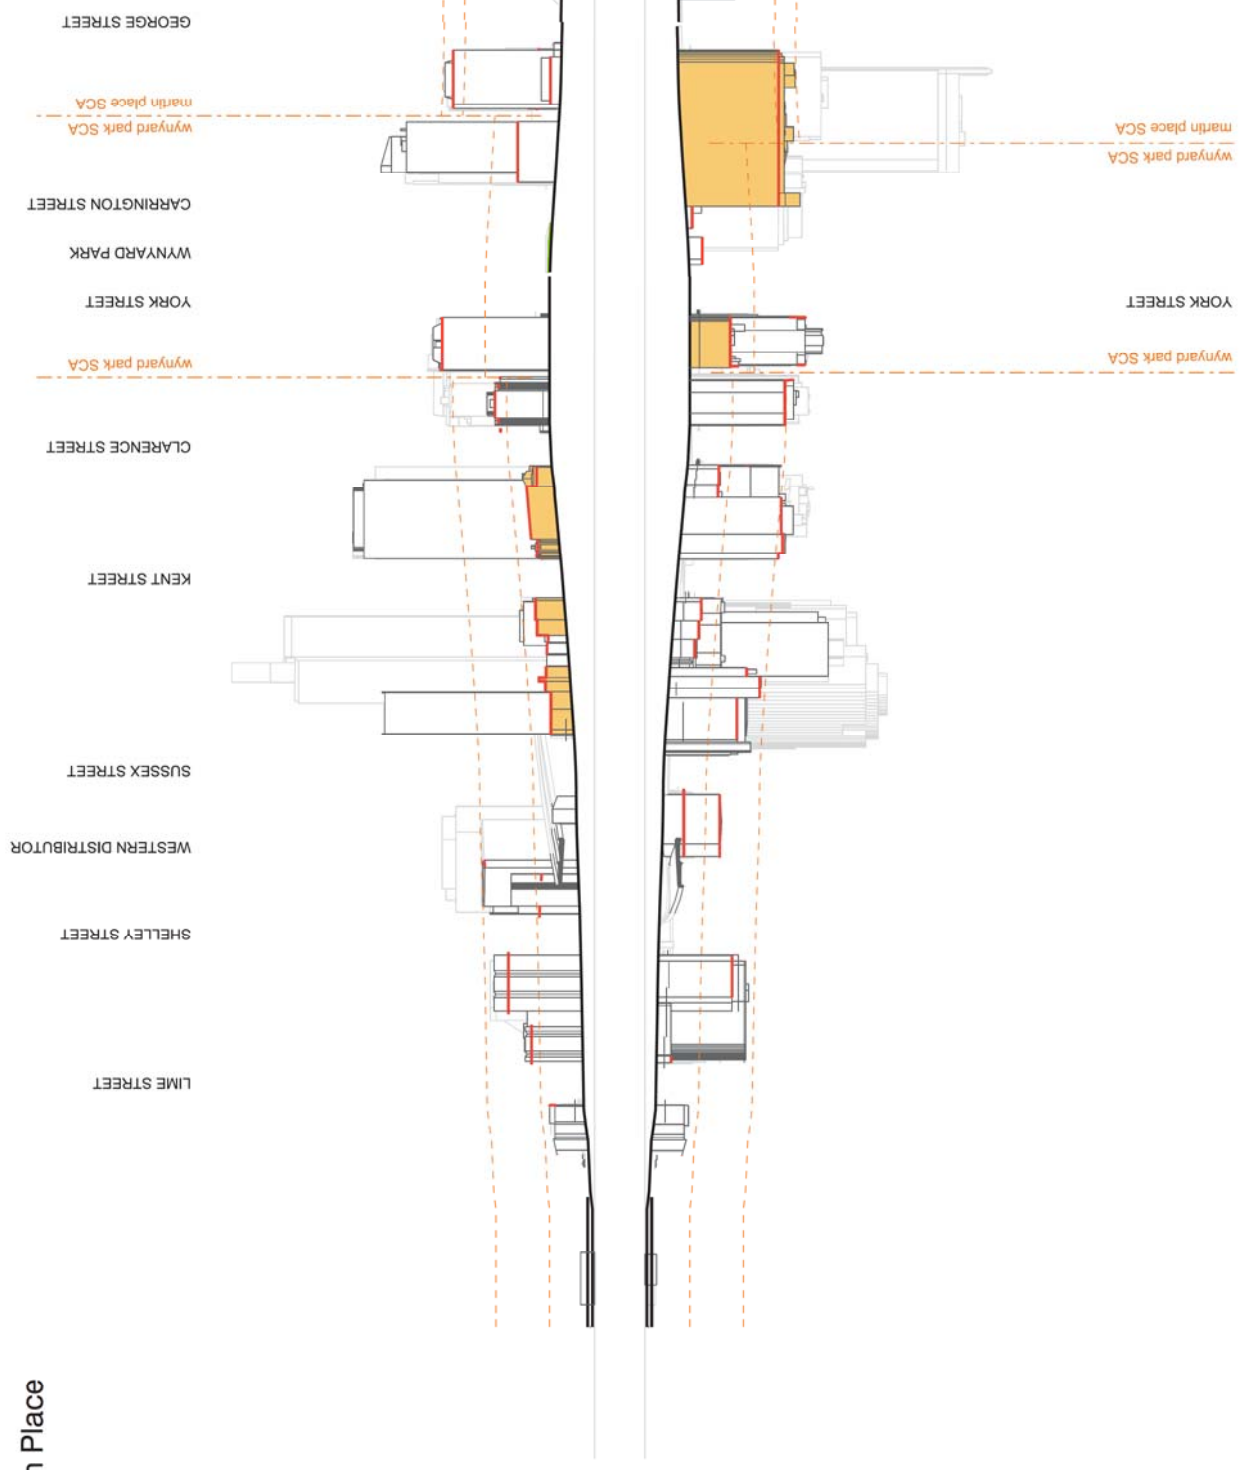 GEORGE STREET
martin place SCA
wynyard park SCA
CARRINGTON STREET
WYNYARD PARK
YORK STREET
wynyard park SCA
CLARENCE STREET
KENT STREET
SUSSEX STREET
WESTERN DISTRIBUTOR
SHELLEY STREET
LIME STREET
martin place SCA
wynyard park SCA
YORK STREET
wynyard park SCA
Place